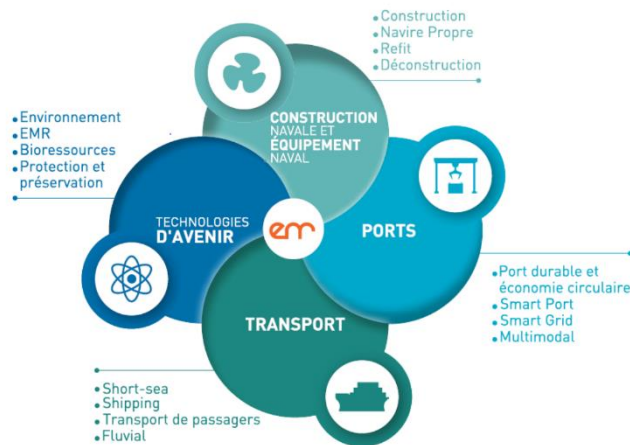 • Construction
• Navire Propre
• Refit
• Déconstruction
CONSTRUCTION
NAVALE ET
ÉQUIPEMENT
NAVAL
• Environnement
• EMR
• Bioressources
• Protection et
préservation
TECHNOLOGIES
D'AVENIR
em
PORTS
• Port durable et
économie circulaire
• Smart Port
• Smart Grid
• Multimodal
TRANSPORT
• Short-sea
• Shipping
• Transport de passagers
• Fluvial